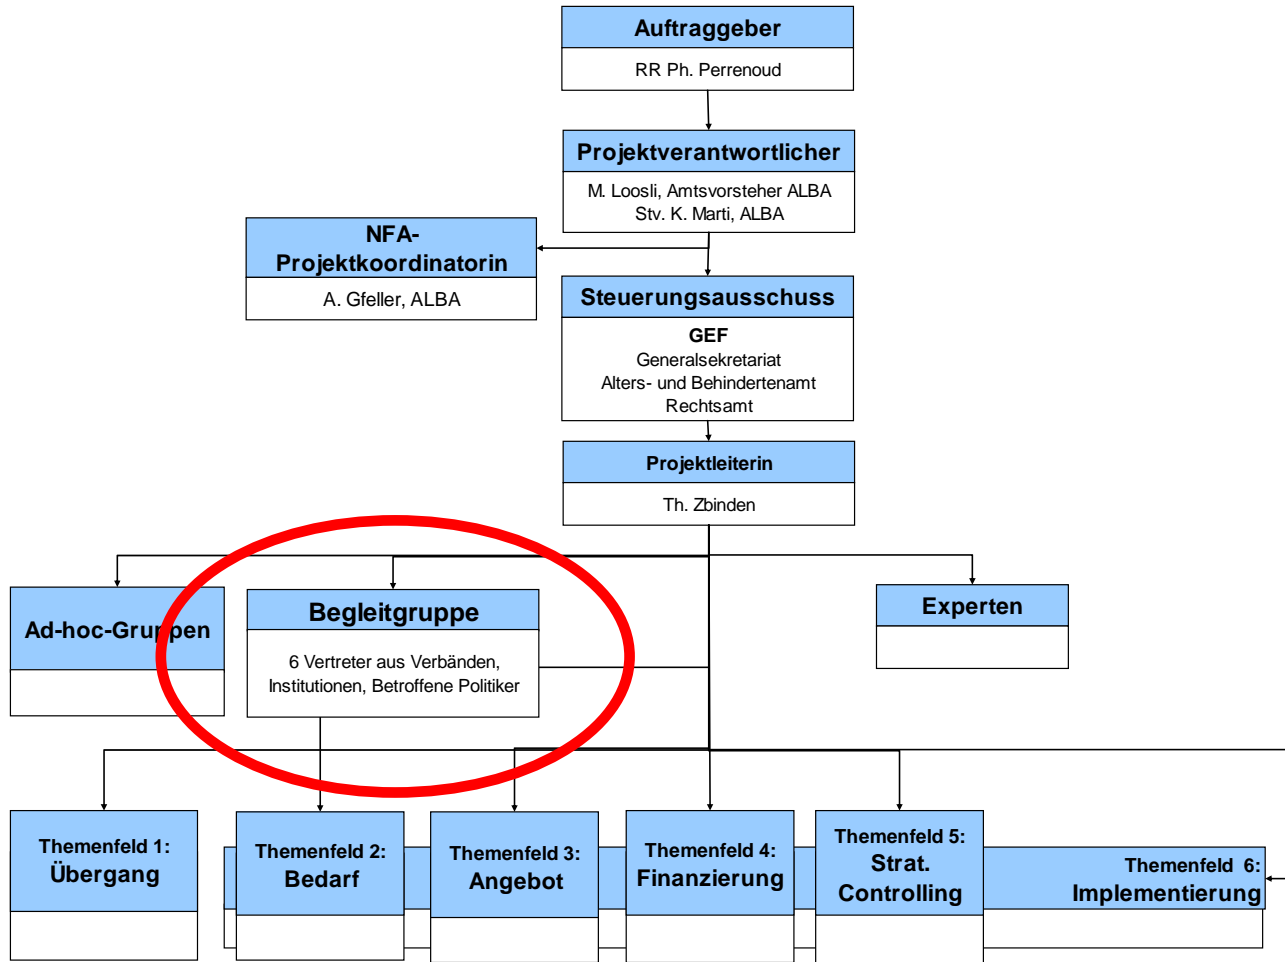 Auftraggeber
RR Ph. Perrenoud
Projektverantwortlicher
M. Loosli, Amtsvorsteher ALBA
Stv. K. Marti, ALBA
NFA-
Projektkoordinatorin
A. Gfeller, ALBA
Steuerungsausschuss
GEF
Generalsekretariat
Alters- und Behindertenamt
Rechtsamt
Projektleiterin
Th. Zbinden
Ad-hoc-Gruppen
Begleitgruppe
6 Vertreter aus Verbänden,
Institutionen, Betroffene Politiker
Experten
Themenfeld 1:
Übergang
Themenfeld 2:
Bedarf
Themenfeld 3:
Angebot
Themenfeld 4:
Finanzierung
Themenfeld 5:
Strat.
Controlling
Themenfeld 6:
Implementierung